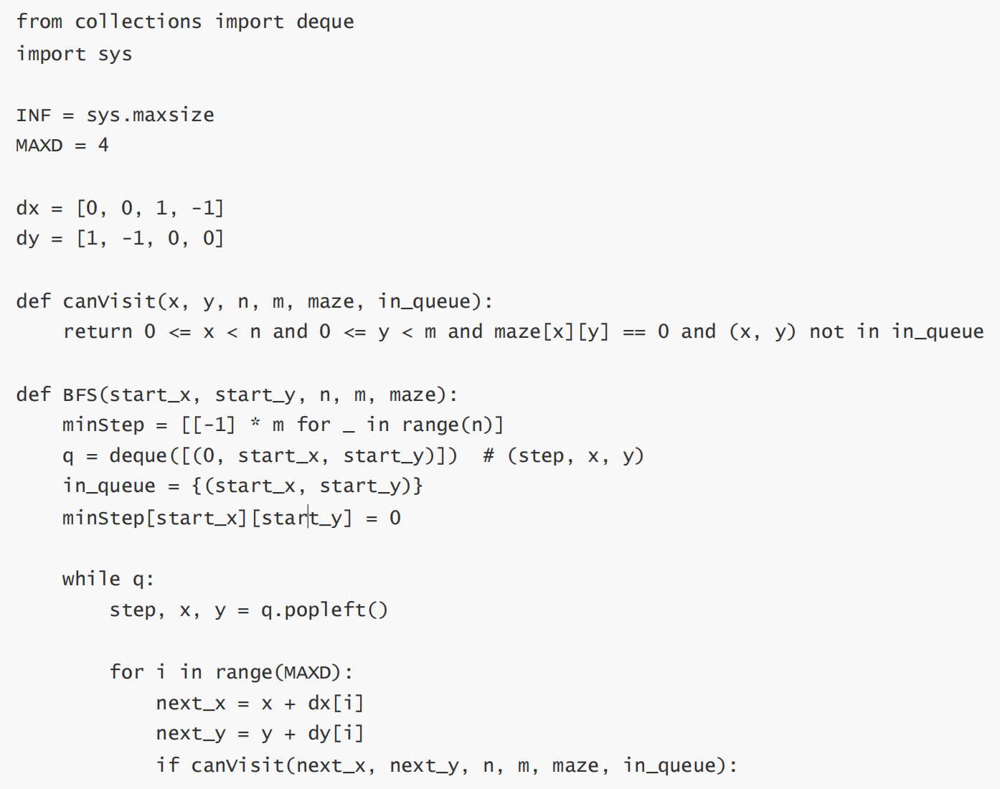 from collections import deque
import sys

INF = sys.maxsize
MAXD = 4

dx = [0, 0, 1, -1]
dy = [1, -1, 0, 0]

def canVisit(x, y, n, m, maze, in_queue):
    return 0 <= x < n and 0 <= y < m and maze[x][y] == 0 and (x, y) not in in_queue

def BFS(start_x, start_y, n, m, maze):
    minStep = [[-1] * m for _ in range(n)]
    q = deque([(0, start_x, start_y)])  # (step, x, y)
    in_queue = {(start_x, start_y)}
    minStep[start_x][start_y] = 0

    while q:
        step, x, y = q.popleft()

        for i in range(MAXD):
            next_x = x + dx[i]
            next_y = y + dy[i]
            if canVisit(next_x, next_y, n, m, maze, in_queue):